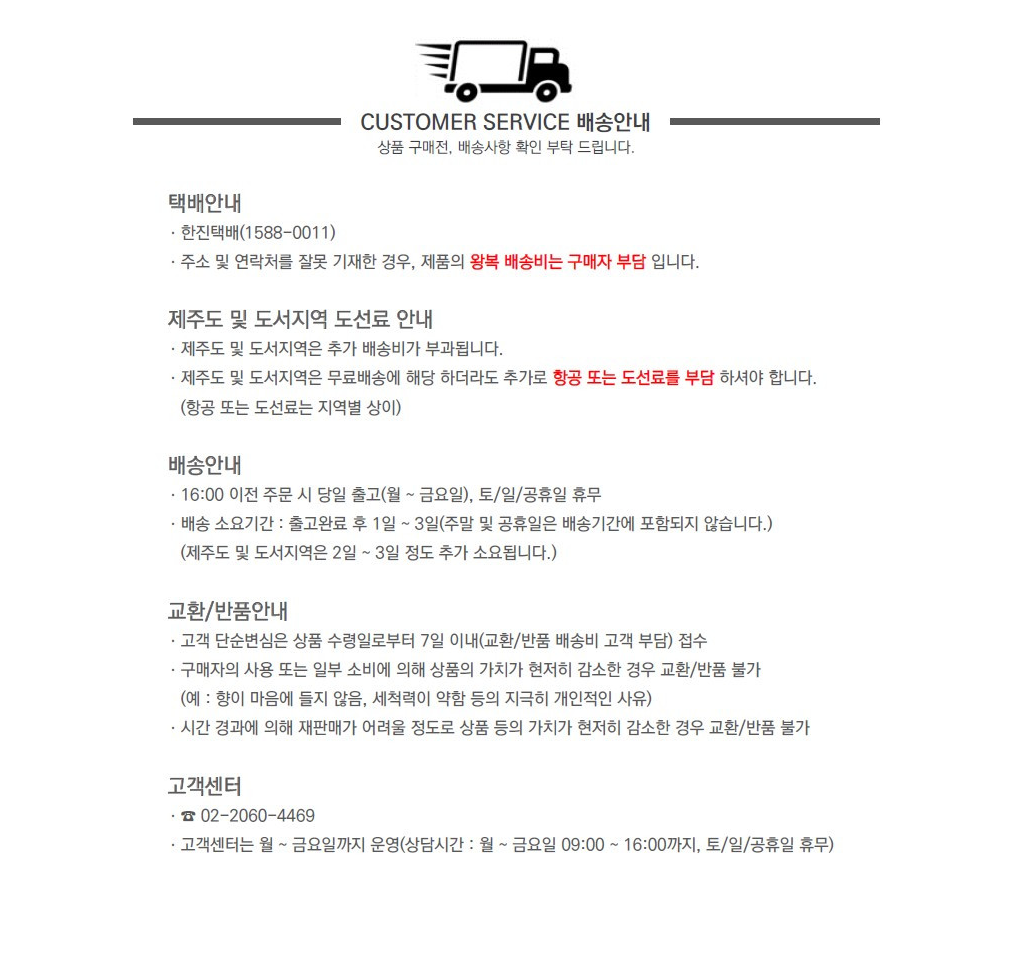 CUSTOMER SERVICE 배송안내
상품 구매전, 배송사항 확인 부탁 드립니다.
택배안내
· 한진택배(1588-0011)
· 주소 및 연락처를 잘못 기재한 경우, 제품의 왕복 배송비는 구매자 부담 입니다.
제주도 및 도서지역 도선료 안내
· 제주도 및 도서지역은 추가 배송비가 부과됩니다.
· 제주도 및 도서지역은 무료배송에 해당 하더라도 추가로 항공 또는 도선료를 부담 하셔야 합니다.
(항공 또는 도선료는 지역별 상이)
배송안내
· 16:00 이전 주문 시 당일 출고(월 ~ 금요일), 토/일/공휴일 휴무
· 배송 소요기간 : 출고완료 후 1일 ~ 3일(주말 및 공휴일은 배송기간에 포함되지 않습니다.)
(제주도 및 도서지역은 2일 ~ 3일 정도 추가 소요됩니다.)
교환/반품안내
· 고객 단순변심은 상품 수령일로부터 7일 이내(교환/반품 배송비 고객 부담) 접수
· 구매자의 사용 또는 일부 소비에 의해 상품의 가치가 현저히 감소한 경우 교환/반품 불가
(예 : 향이 마음에 들지 않음, 세척력이 약함 등의 지극히 개인적인 사유)
· 시간 경과에 의해 재판매가 어려울 정도로 상품 등의 가치가 현저히 감소한 경우 교환/반품 불가
고객센터
· ☎ 02-2060-4469
· 고객센터는 월 ~ 금요일까지 운영(상담시간 : 월 ~ 금요일 09:00 ~ 16:00까지, 토/일/공휴일 휴무)